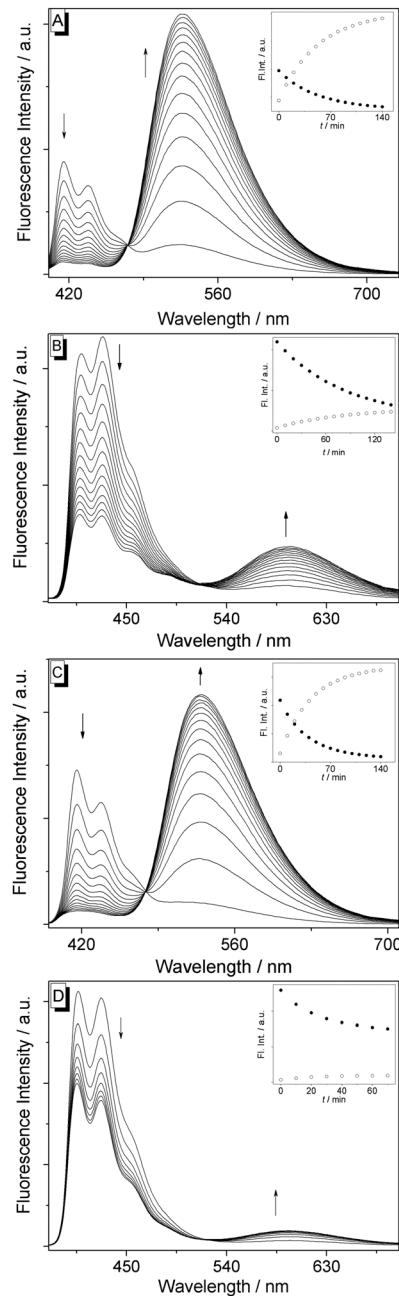 A
Fluorescence Intensity / a.u.
Fl.Int. / a.u.
0 70 140
t / min
420 560 700
Wavelength / nm
B
Fluorescence Intensity / a.u.
Fl. Int. / a.u.
0 60 120
t / min
450 540 630
Wavelength / nm
C
Fluorescence Intensity / a.u.
Fl. Int. / a.u.
0 70 140
t / min
420 560 700
Wavelength / nm
D
Fluorescence Intensity / a.u.
Fl. Int. / a.u.
0 20 40 60
t / min
450 540 630
Wavelength / nm